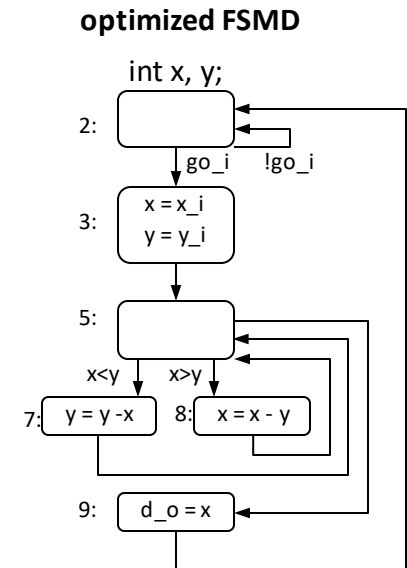 optimized FSMD
int x, y;
2:
go_i !go_i
3:
x = x_i
y = y_i
5:
x<y x>y
7: y = y -x 8: x = x - y
9: d_o = x